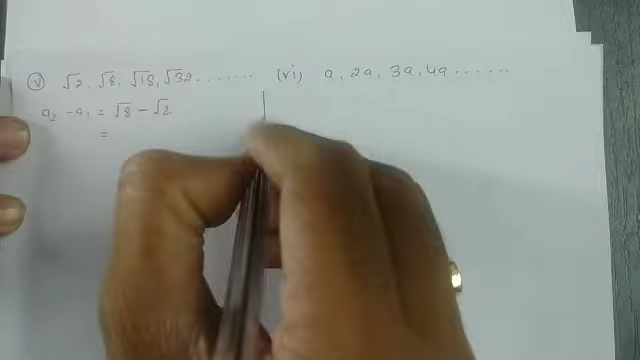 (v) √2, √8, √18, √32 ........
a₂ - a₁ = √8 - √2
=
(vi) a, 2a, 3a, 4a ......